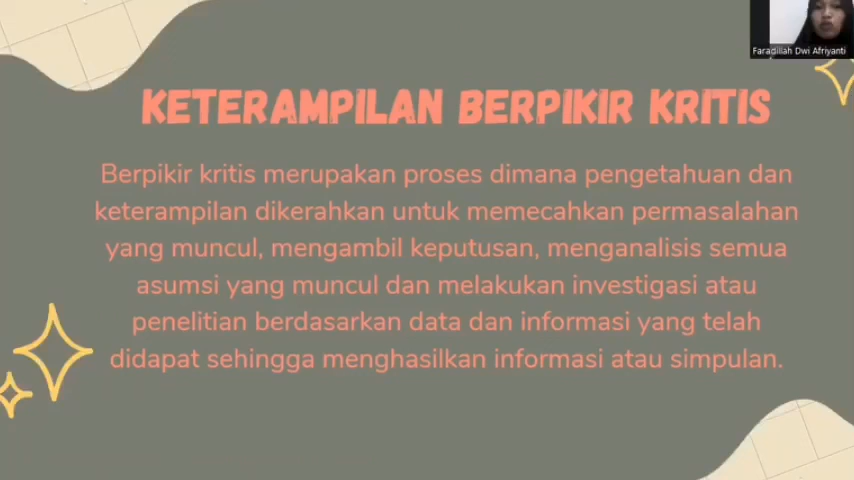 Faradillah Dwi Afriyanti
KETERAMPILAN BERPIKIR KRITIS
Berpikir kritis merupakan proses dimana pengetahuan dan
keterampilan dikerahkan untuk memecahkan permasalahan
yang muncul, mengambil keputusan, menganalisis semua
asumsi yang muncul dan melakukan investigasi atau
penelitian berdasarkan data dan informasi yang telah
didapat sehingga menghasilkan informasi atau simpulan.